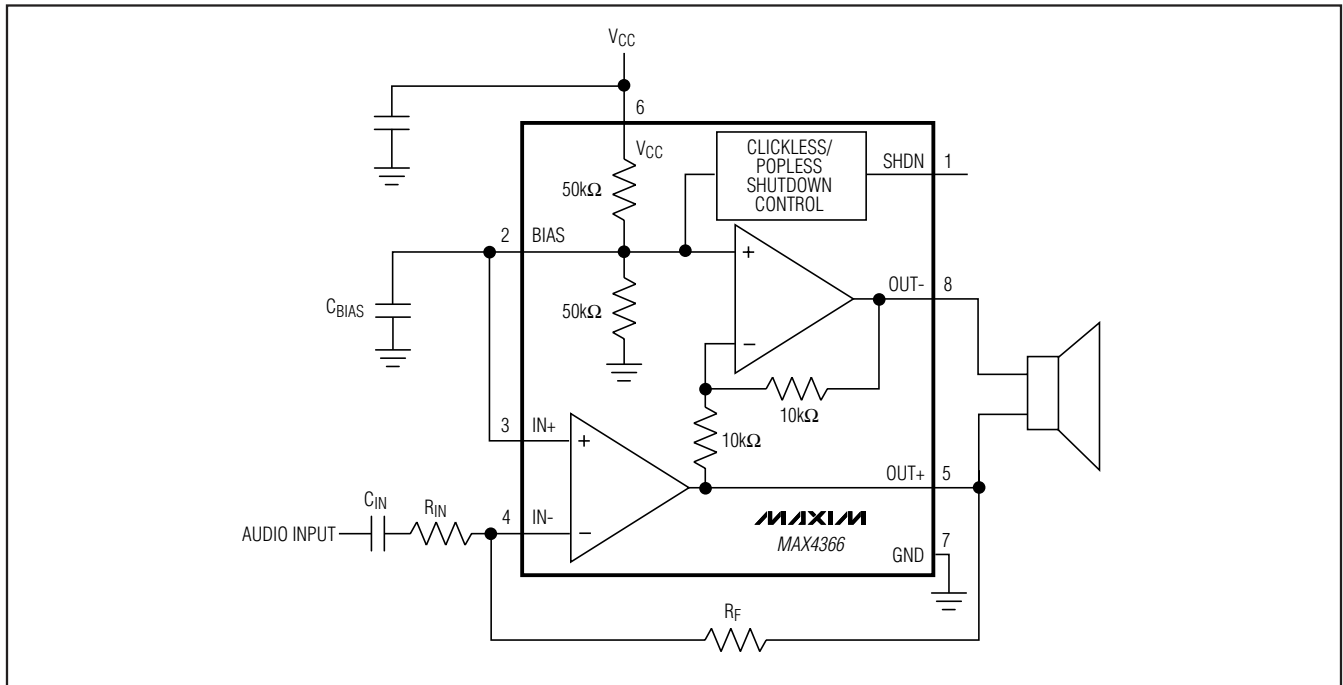 VCC
6
VCC
CLICKLESS/
POPLESS
SHUTDOWN
CONTROL
SHDN 1
50kΩ
2 BIAS
+
OUT- 8
CBIAS
50kΩ
−
10kΩ
10kΩ
3 IN+
+
OUT+ 5
CIN
RIN
AUDIO INPUT
4 IN-
−
MAXIM
MAX4366
7
GND
RF